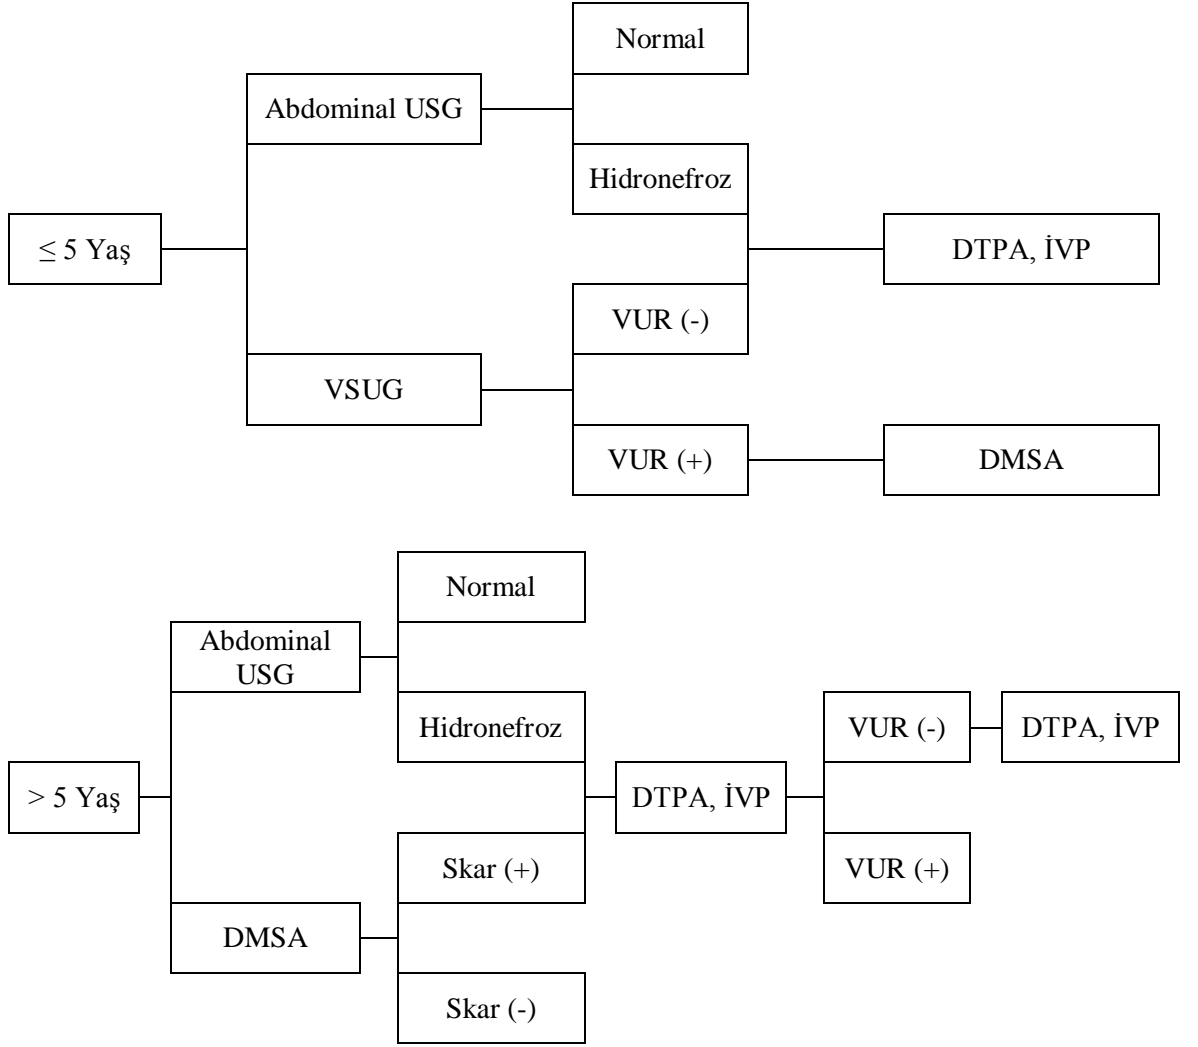 Normal
Abdominal USG
Hidronefroz
≤ 5 Yaş
DTPA, İVP
VUR (-)
VSUG
VUR (+)
DMSA
Normal
Abdominal
USG
Hidronefroz
VUR (-)
DTPA, İVP
> 5 Yaş
DTPA, İVP
Skar (+)
VUR (+)
DMSA
Skar (-)